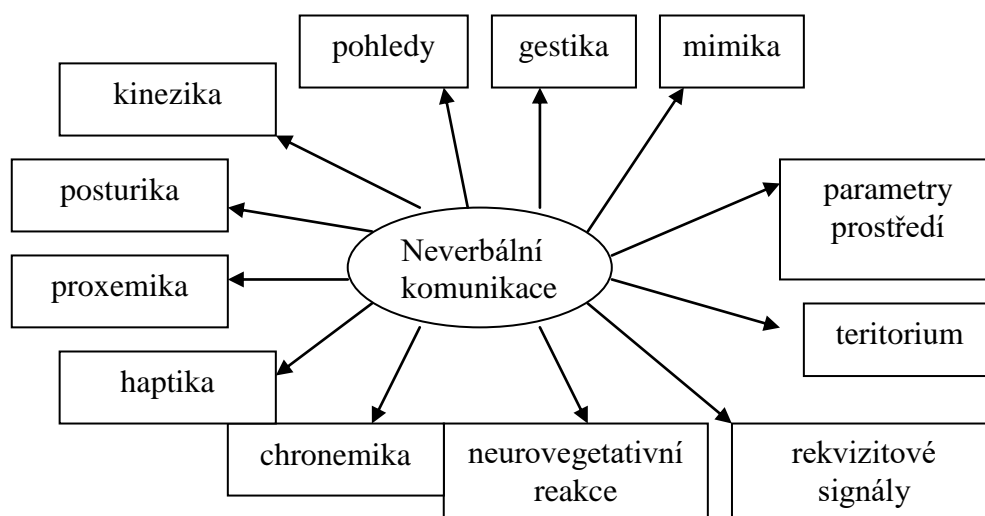 pohledy
gestika
mimika
kinezika
posturika
parametry
prostředí
Neverbální
komunikace
proxemika
teritorium
haptika
chronemika
neurovegetativní
reakce
rekvizitové
signály